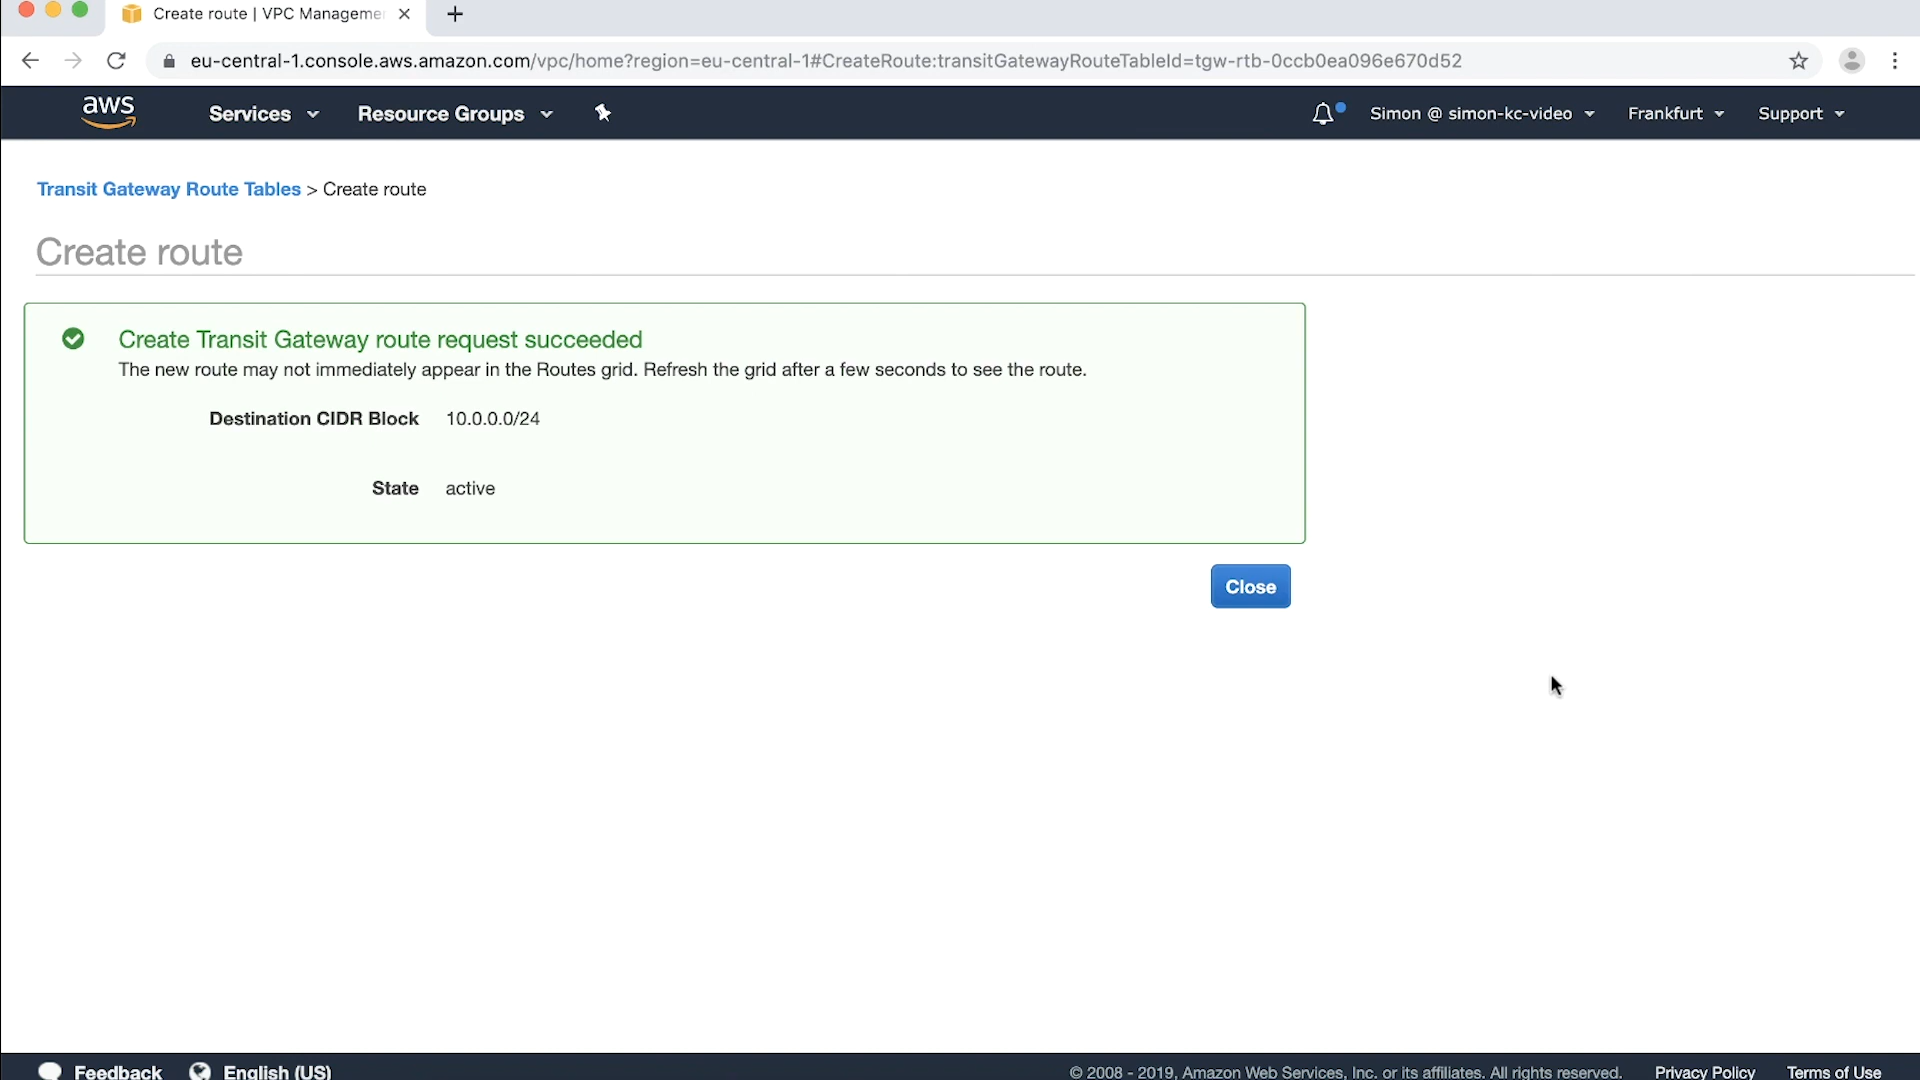 Create route | VPC Manageme
eu-central-1.console.aws.amazon.com/vpc/home?region=eu-central-1#CreateRoute:transitGatewayRouteTableId=tgw-rtb-0ccb0ea096e670d52
aws Services Resource Groups Simon @ simon-kc-video Frankfurt Support
Transit Gateway Route Tables > Create route
Create route
Create Transit Gateway route request succeeded
The new route may not immediately appear in the Routes grid. Refresh the grid after a few seconds to see the route.
Destination CIDR Block 10.0.0.0/24
State active
Close
Feedback English (US) © 2008 - 2019, Amazon Web Services, Inc. or its affiliates. All rights reserved. Privacy Policy Terms of Use